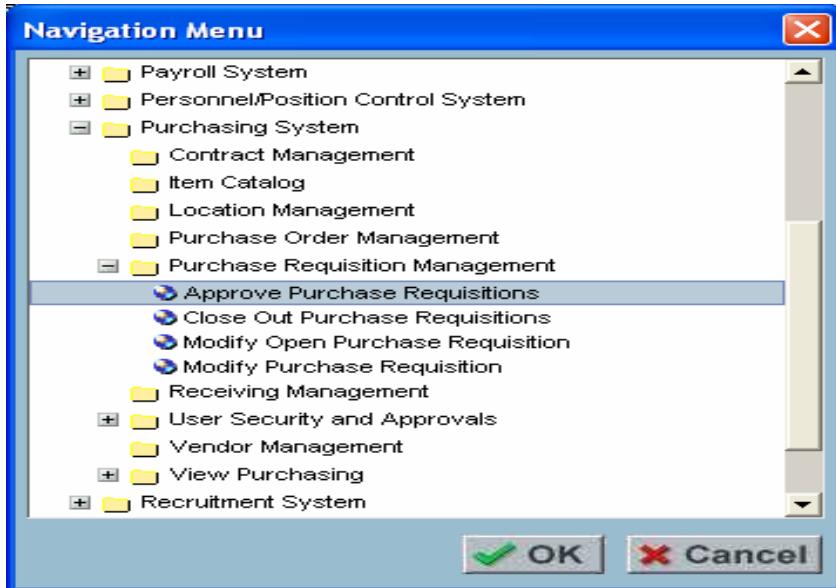 Navigation Menu
Payroll System
Personnel/Position Control System
Purchasing System
Contract Management
Item Catalog
Location Management
Purchase Order Management
Purchase Requisition Management
Approve Purchase Requisitions
Close Out Purchase Requisitions
Modify Open Purchase Requisition
Modify Purchase Requisition
Receiving Management
User Security and Approvals
Vendor Management
View Purchasing
Recruitment System
OK Cancel